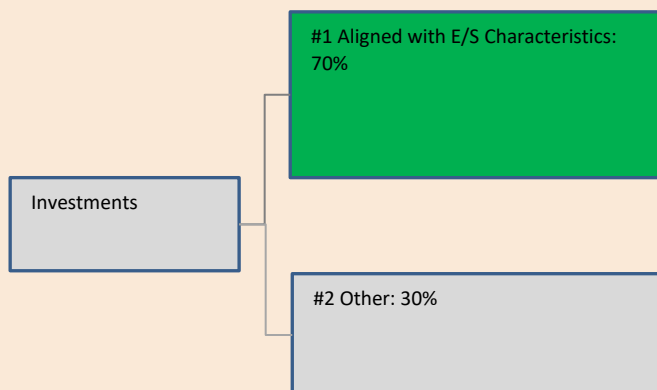 #1 Aligned with E/S Characteristics:
70%
Investments
#2 Other: 30%